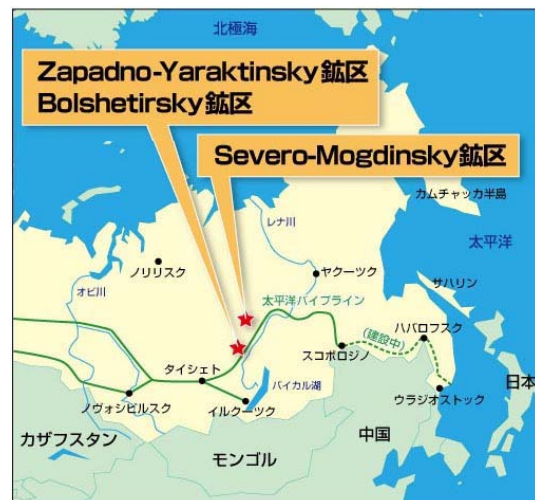 北極海
Zapadno-Yaraktinsky鉱区
Bolshetirsky鉱区
Severo-Mogdinsky鉱区
カムチャッカ半島
レナ川
太平洋
ノリリスク
ヤクーツク
サハリン
オビ川
太平洋パイプライン
ハバロフスク
(建設中)
スコボロジノ
タイシェト
バイカル湖
日本
ノヴォシビルスク
イルクーツク
ウラジオストック
カザフスタン
中国
モンゴル